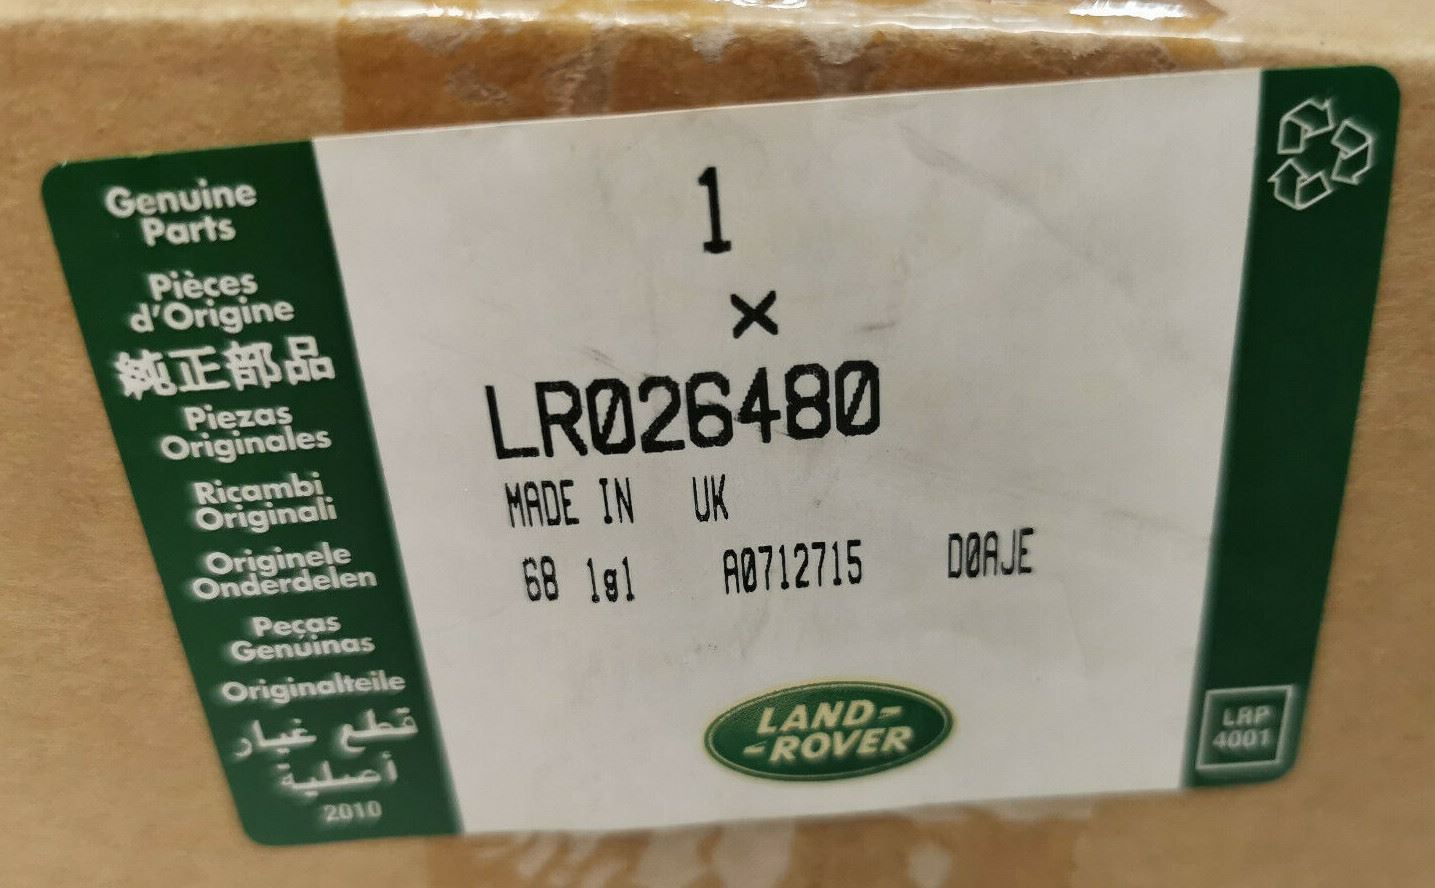 Genuine
Parts
Pièces
d'Origine
純正部品
Piezas
Originales
Ricambi
Originali
Originele
Onderdelen
Peças
Genúinas
Originalteile
قطع غيار
أصلية
2010
1
×
LR026480
MADE IN UK
68 1g1 A0712715 D0AJE
LAND-
-ROVER
LRP
4001